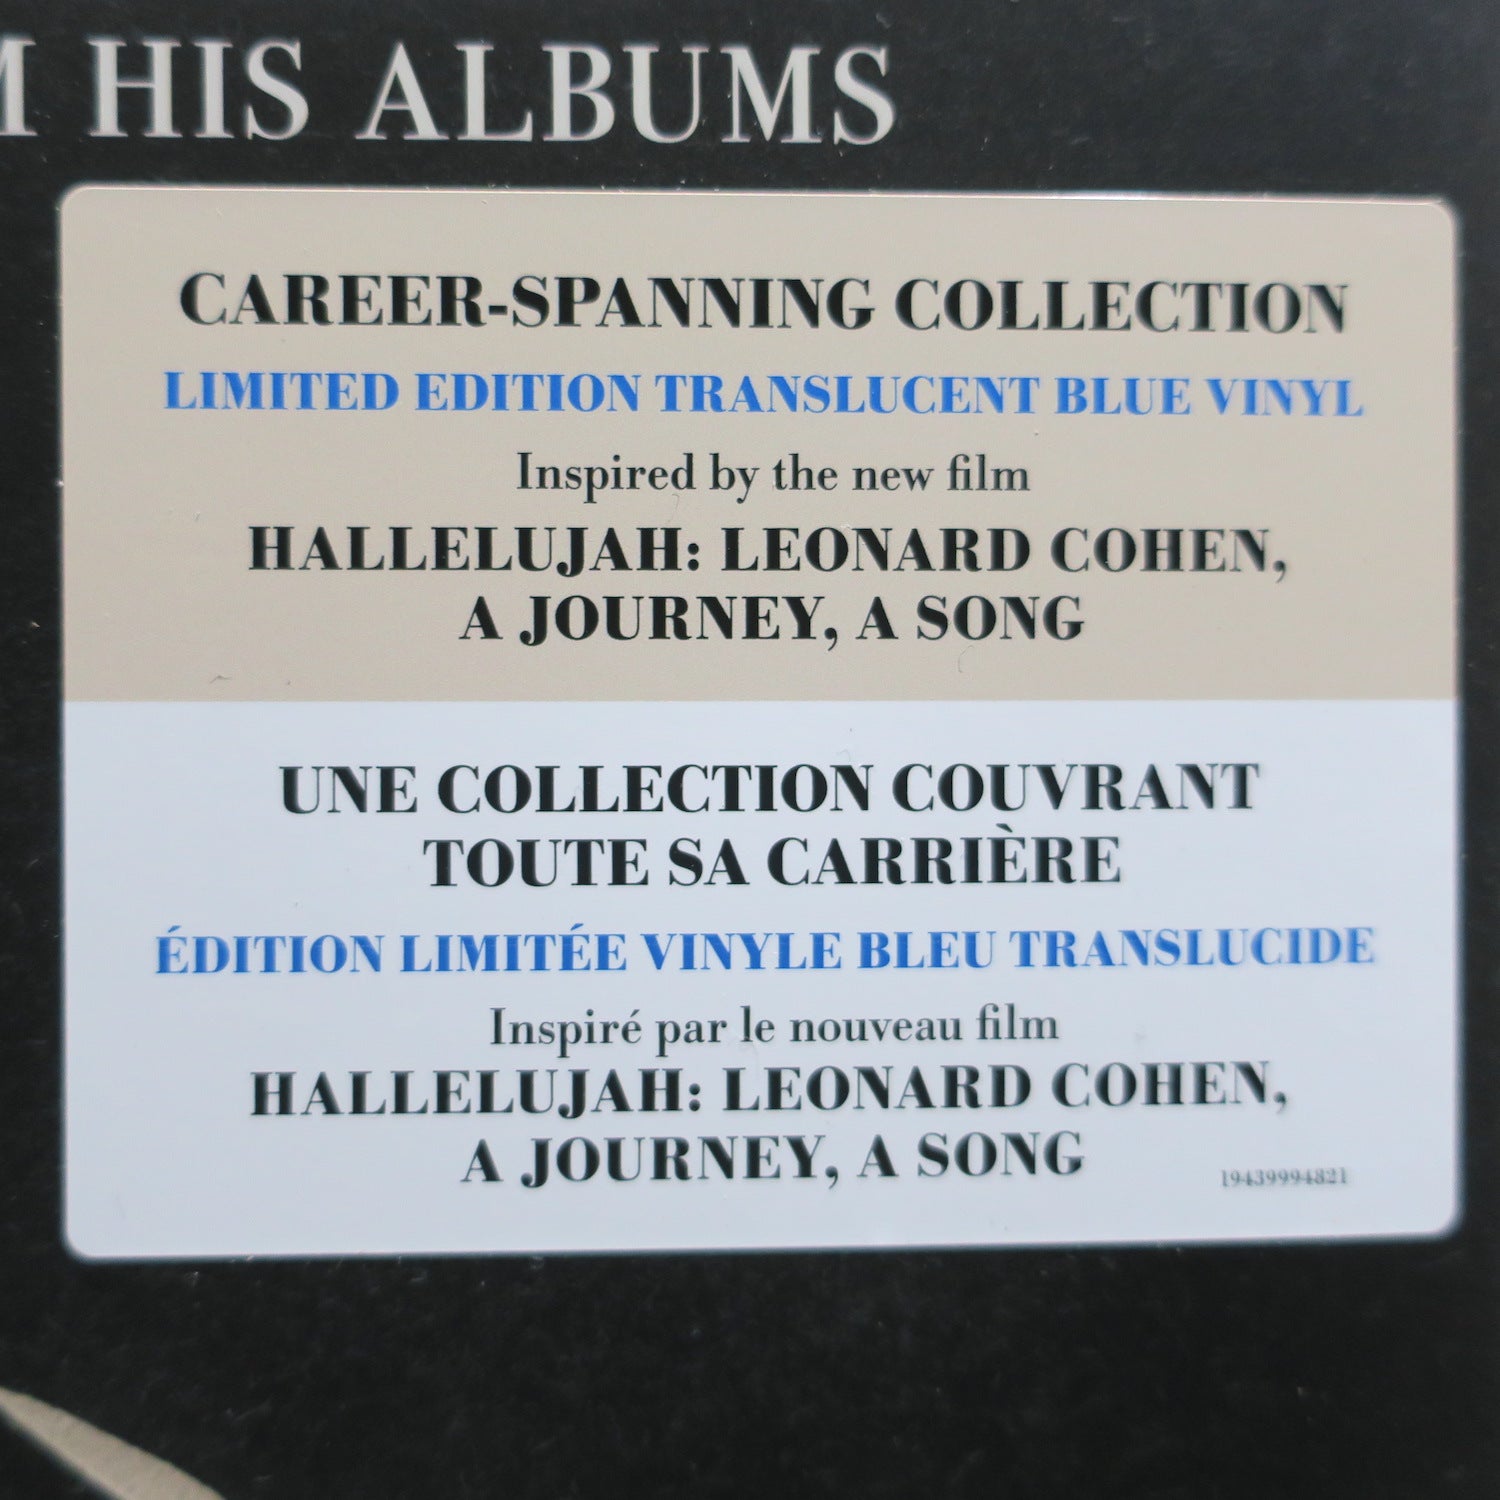 HIS ALBUMS
CAREER-SPANNING COLLECTION
LIMITED EDITION TRANSLUCENT BLUE VINYL
Inspired by the new film
HALLELUJAH: LEONARD COHEN,
A JOURNEY, A SONG
UNE COLLECTION COUVRANT
TOUTE SA CARRIÈRE
ÉDITION LIMITÉE VINYLE BLEU TRANSLUCIDE
Inspiré par le nouveau film
HALLELUJAH: LEONARD COHEN,
A JOURNEY, A SONG
19439994821